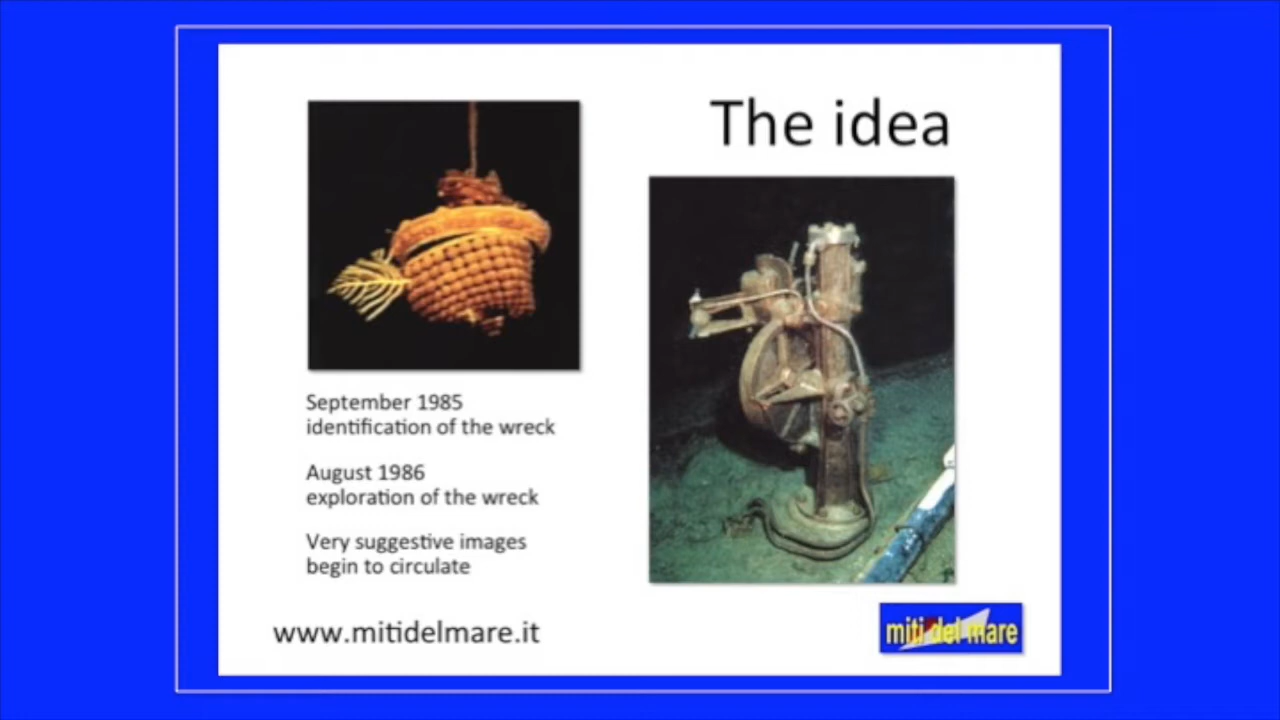 The idea
September 1985
identification of the wreck
August 1986
exploration of the wreck
Very suggestive images
begin to circulate
www.mitidelmare.it
miti del mare